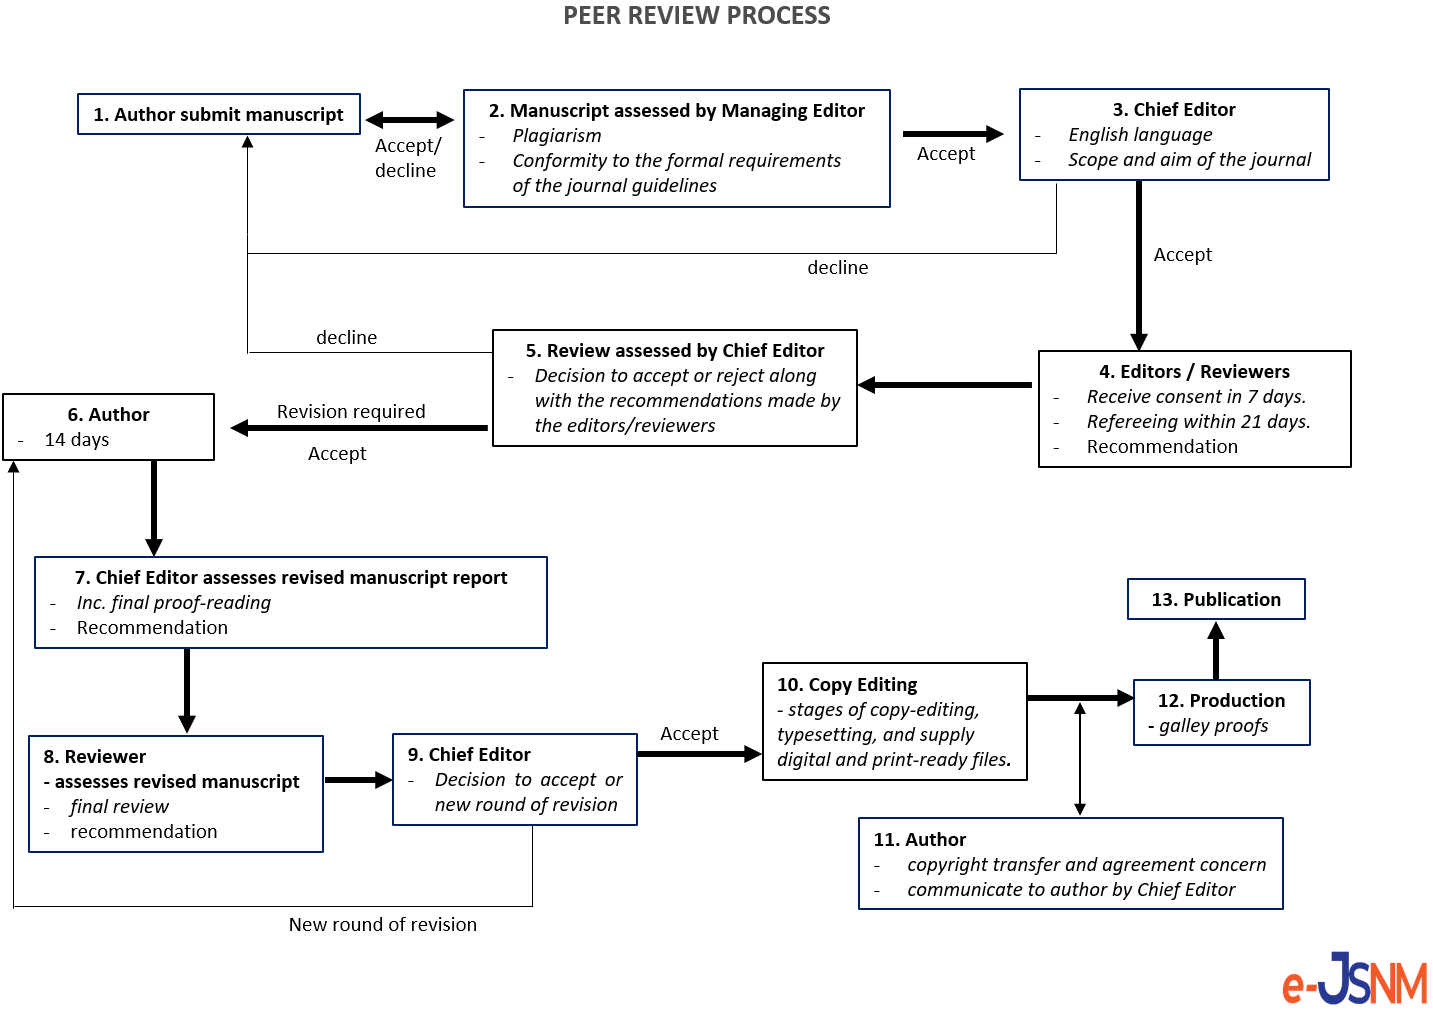 PEER REVIEW PROCESS
1. Author submit manuscript
Accept/
decline
2. Manuscript assessed by Managing Editor
- Plagiarism
- Conformity to the formal requirements
of the journal guidelines
Accept
3. Chief Editor
- English language
- Scope and aim of the journal
decline
Accept
4. Editors / Reviewers
- Receive consent in 7 days.
- Refereeing within 21 days.
- Recommendation
5. Review assessed by Chief Editor
- Decision to accept or reject along
with the recommendations made by
the editors/reviewers
decline
Revision required
Accept
6. Author
- 14 days
7. Chief Editor assesses revised manuscript report
- Inc. final proof-reading
- Recommendation
8. Reviewer
- assesses revised manuscript
- final review
- recommendation
9. Chief Editor
- Decision to accept or
new round of revision
New round of revision
Accept
10. Copy Editing
- stages of copy-editing,
typesetting, and supply
digital and print-ready files.
11. Author
- copyright transfer and agreement concern
- communicate to author by Chief Editor
12. Production
- galley proofs
13. Publication
e-JSNM